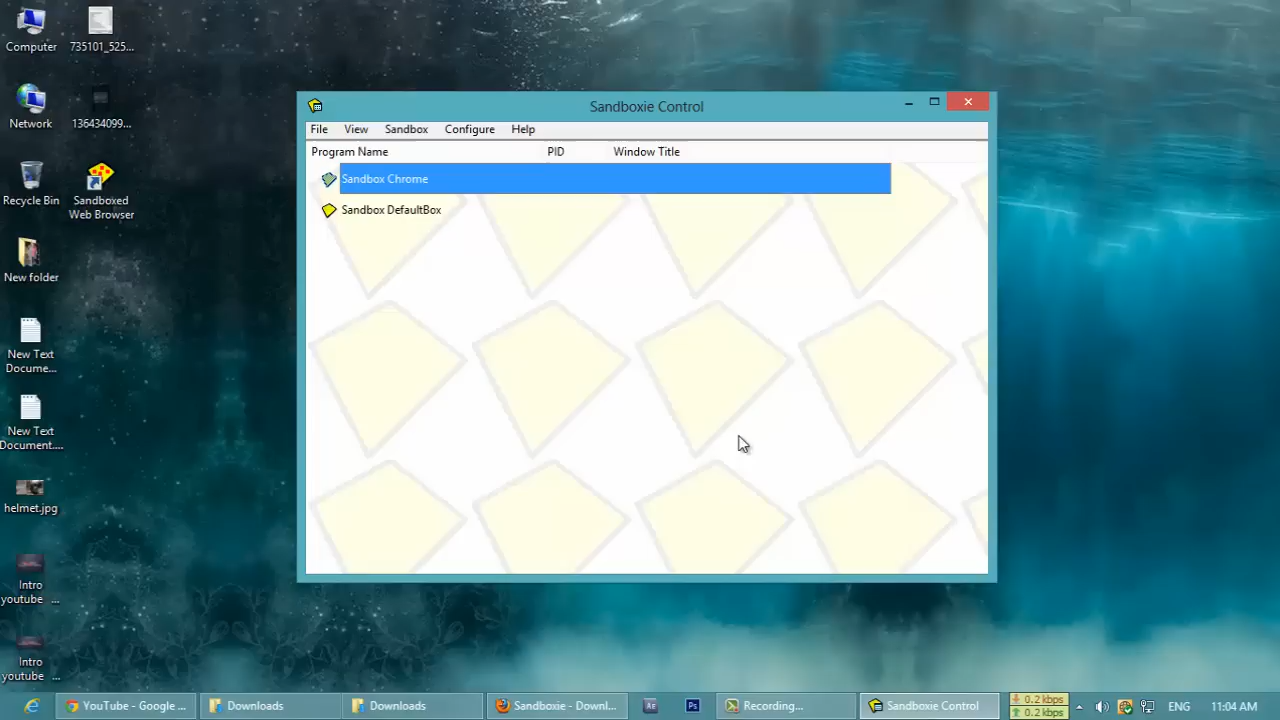 Computer
735101_525...
Network
136434099...
Recycle Bin
Sandboxed
Web Browser
New folder
New Text
Docume...
New Text
Document....
helmet.jpg
Intro
youtube ...
Intro
youtube ...
Sandboxie Control
File View Sandbox Configure Help
Program Name PID Window Title
Sandbox Chrome
Sandbox DefaultBox
YouTube - Google ...
Downloads
Downloads
Sandboxie - Downl...
Ae
Ps
Recording...
Sandboxie Control
0.2 kbps
0.2 kbps
ENG
11:04 AM